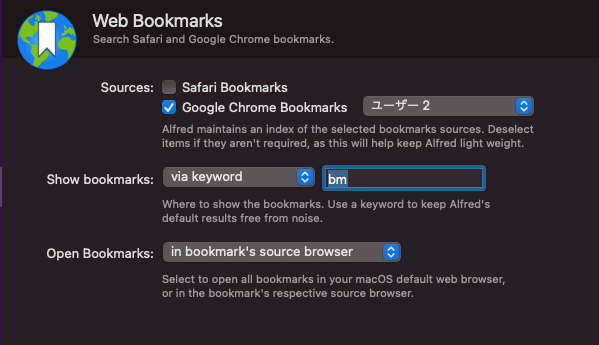 Web Bookmarks
Search Safari and Google Chrome bookmarks.
Sources: Safari Bookmarks
Google Chrome Bookmarks ユーザー 2
Alfred maintains an index of the selected bookmarks sources. Deselect
items if they aren't required, as this will help keep Alfred light weight.
Show bookmarks: via keyword bm
Where to show the bookmarks. Use a keyword to keep Alfred's
default results free from noise.
Open Bookmarks: in bookmark's source browser
Select to open all bookmarks in your macOS default web browser,
or in the bookmark's respective source browser.